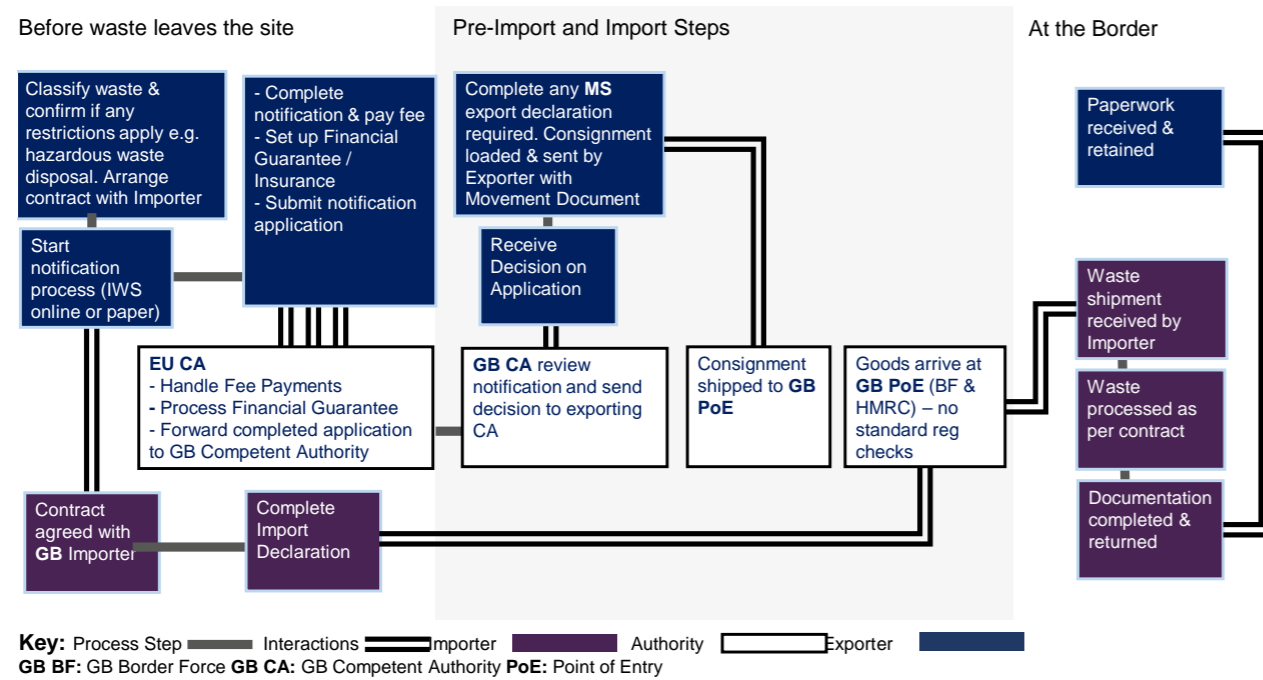 Before waste leaves the site
Pre-Import and Import Steps
At the Border
Classify waste &
confirm if any
restrictions apply e.g.
hazardous waste
disposal. Arrange
contract with Importer
- Complete
notification & pay fee
- Set up Financial
Guarantee /
Insurance
- Submit notification
application
Complete any MS
export declaration
required. Consignment
loaded & sent by
Exporter with
Movement Document
Paperwork
received &
retained
Start
notification
process (IWS
online or paper)
Receive
Decision on
Application
Waste
shipment
received by
Importer
EU CA
- Handle Fee Payments
- Process Financial Guarantee
- Forward completed application
to GB Competent Authority
GB CA review
notification and send
decision to exporting
CA
Consignment
shipped to GB
PoE
Goods arrive at
GB PoE (BF &
HMRC) – no
standard reg
checks
Waste
processed as
per contract
Contract
agreed with
GB Importer
Complete
Import
Declaration
Documentation
completed &
returned
Key: Process Step Interactions Importer Authority Exporter
GB BF: GB Border Force GB CA: GB Competent Authority PoE: Point of Entry